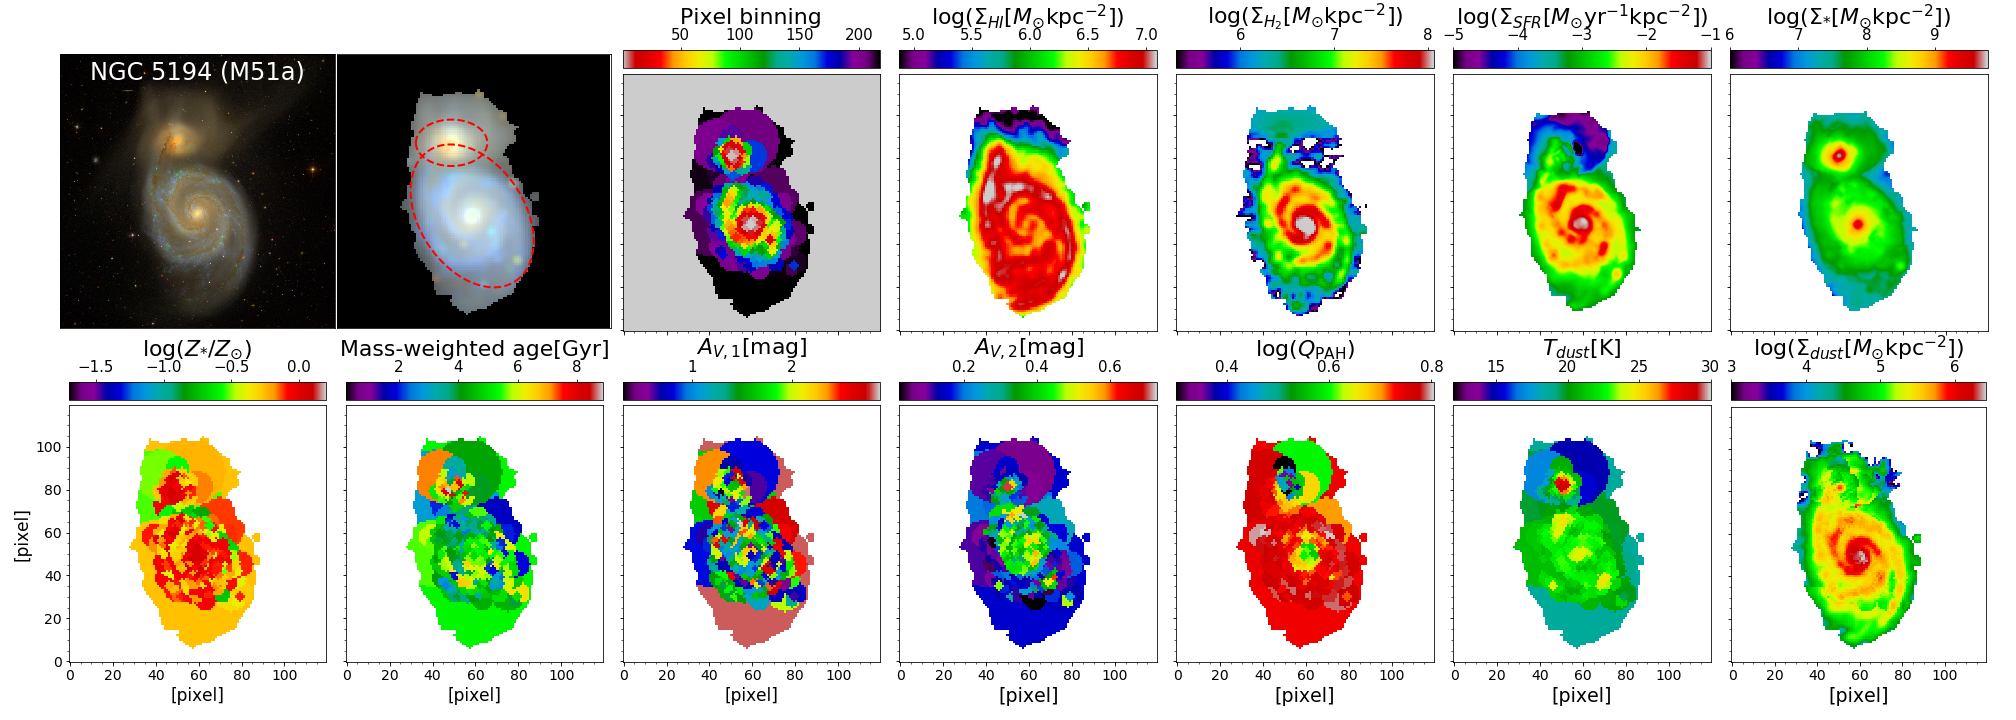 NGC 5194 (M51a)
Pixel binning
50 100 150 200
log(Σ_HI[M_⊙kpc⁻²])
5.0 5.5 6.0 6.5 7.0
log(Σ_H₂[M_⊙kpc⁻²])
6 7 8
log(Σ_SFR[M_⊙yr⁻¹kpc⁻²])
−5 −4 −3 −2 −1
log(Σ_*[M_⊙kpc⁻²])
6 7 8 9
log(Z_*/Z_⊙)
−1.5 −1.0 −0.5 0.0
Mass-weighted age[Gyr]
2 4 6 8
A_V,1[mag]
1 2
A_V,2[mag]
0.2 0.4 0.6
log(Q_PAH)
0.4 0.6 0.8
T_dust[K]
15 20 25 30
log(Σ_dust[M_⊙kpc⁻²])
3 4 5 6
[pixel]
100
80
60
40
20
0
0 20 40 60 80 100
[pixel]
0 20 40 60 80 100
[pixel]
0 20 40 60 80 100
[pixel]
0 20 40 60 80 100
[pixel]
0 20 40 60 80 100
[pixel]
0 20 40 60 80 100
[pixel]
0 20 40 60 80 100
[pixel]